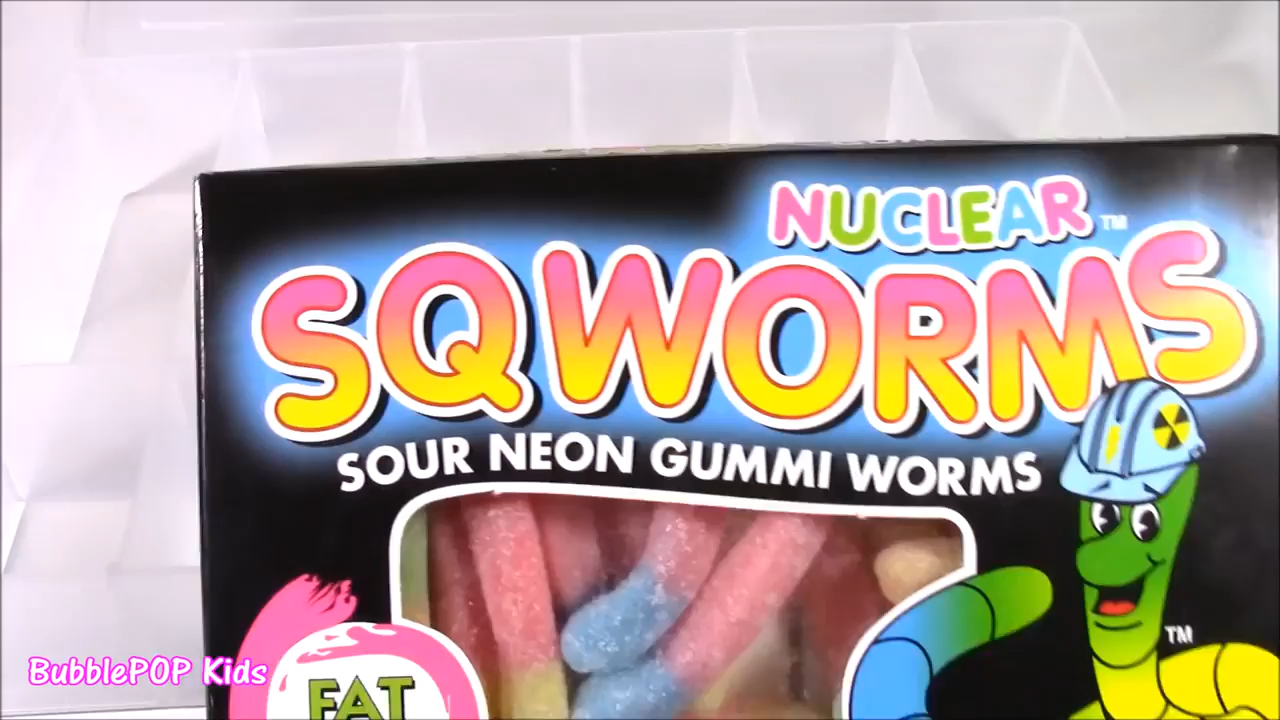 NUCLEAR™
SQWORMS
SOUR NEON GUMMI WORMS
TM
FAT
BubblePOP Kids